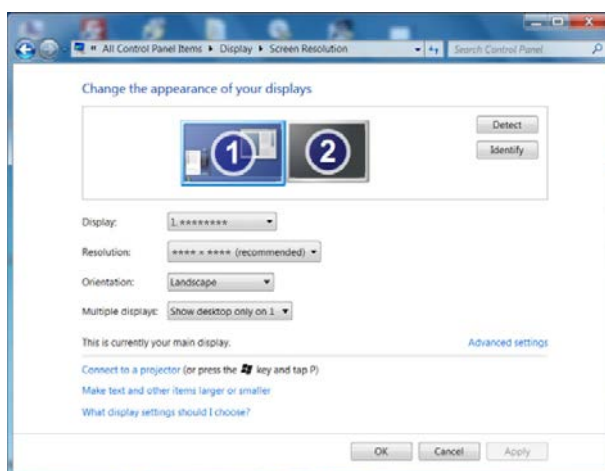 « All Control Panel Items ▸ Display ▸ Screen Resolution
Search Control Panel
Change the appearance of your displays
1
2
Detect
Identify
Display:
1. ********
Resolution:
**** × **** (recommended)
Orientation:
Landscape
Multiple displays:
Show desktop only on 1
This is currently your main display.
Advanced settings
Connect to a projector (or press the key and tap P)
Make text and other items larger or smaller
What display settings should I choose?
OK
Cancel
Apply